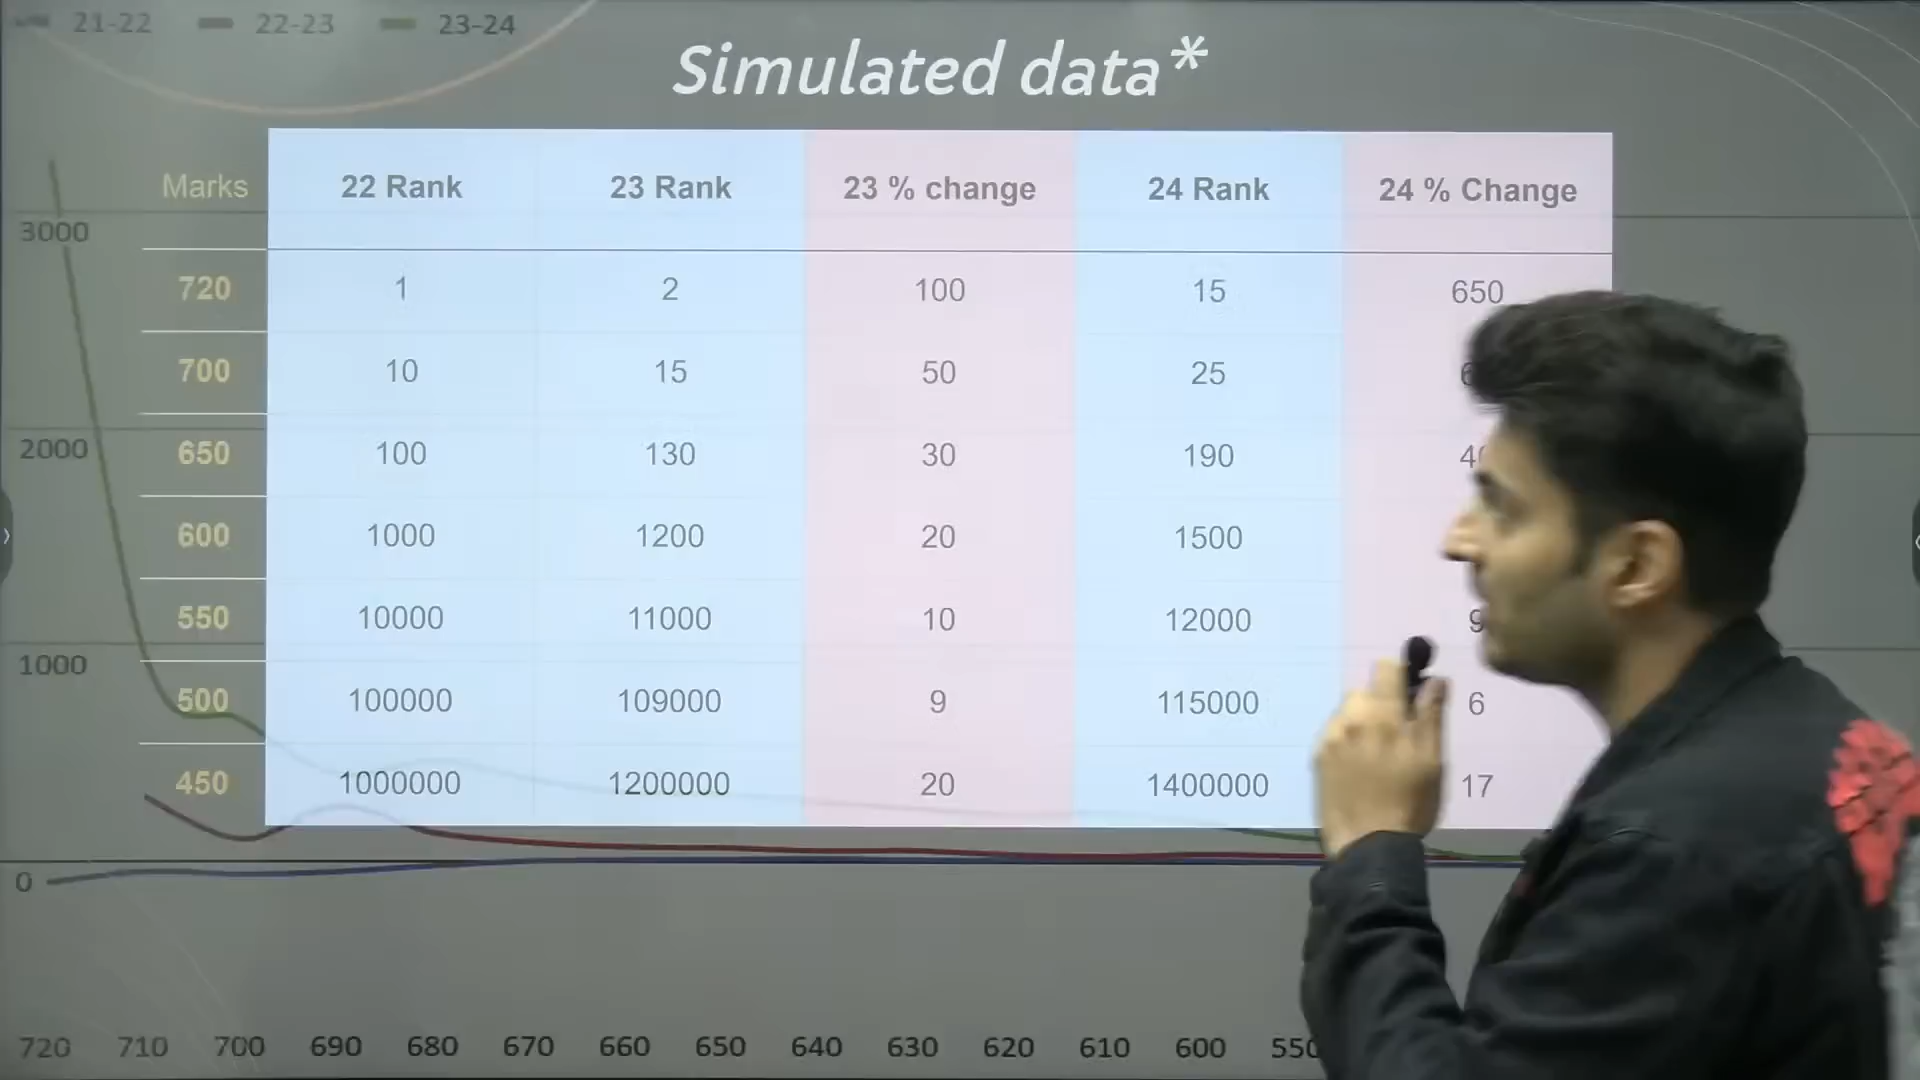 21-22 22-23 23-24
Simulated data*
Marks 22 Rank 23 Rank 23 % change 24 Rank 24 % Change
3000
720 1 2 100 15 650
700 10 15 50 25
2000
650 100 130 30 190
600 1000 1200 20 1500
550 10000 11000 10 12000 9
1000
500 100000 109000 9 115000 6
450 1000000 1200000 20 1400000 17
0
720 710 700 690 680 670 660 650 640 630 620 610 600 550